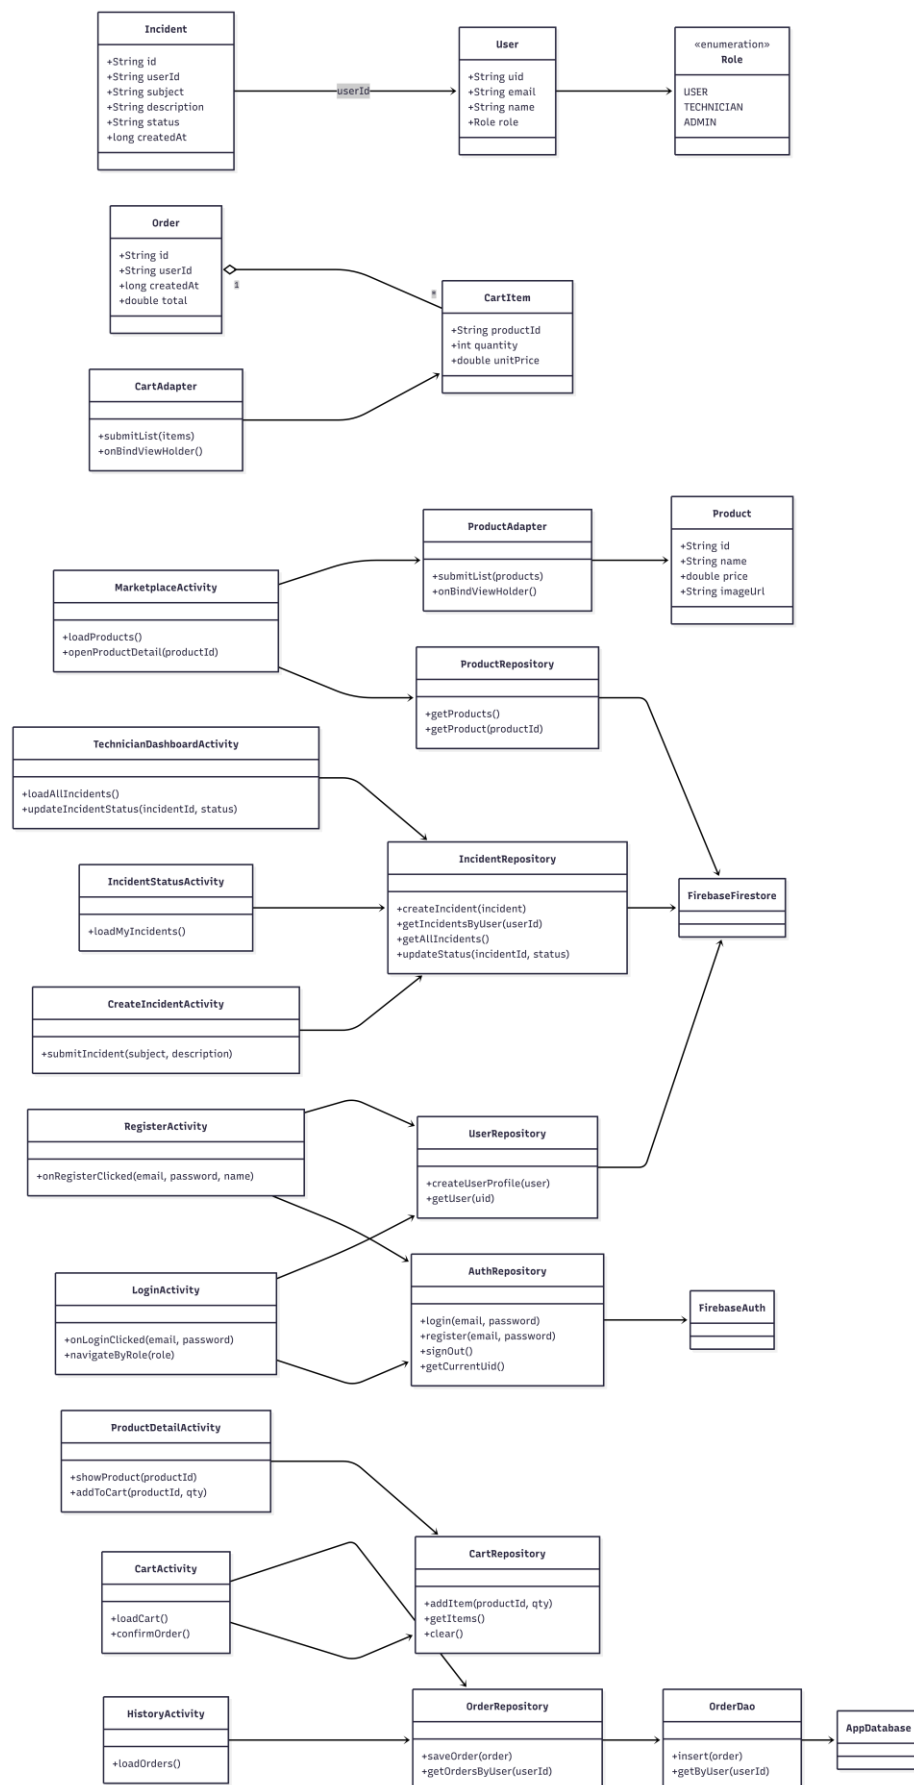 Incident
+String id
+String userId
+String subject
+String description
+String status
+long createdAt
userId
User
+String uid
+String email
+String name
+Role role
«enumeration»
Role
USER
TECHNICIAN
ADMIN
Order
+String id
+String userId
+long createdAt
+double total
1
*
CartItem
+String productId
+int quantity
+double unitPrice
CartAdapter
+submitList(items)
+onBindViewHolder()
ProductAdapter
+submitList(products)
+onBindViewHolder()
Product
+String id
+String name
+double price
+String imageUrl
MarketplaceActivity
+loadProducts()
+openProductDetail(productId)
ProductRepository
+getProducts()
+getProduct(productId)
TechnicianDashboardActivity
+loadAllIncidents()
+updateIncidentStatus(incidentId, status)
IncidentRepository
+createIncident(incident)
+getIncidentsByUser(userId)
+getAllIncidents()
+updateStatus(incidentId, status)
IncidentStatusActivity
+loadMyIncidents()
FirebaseFirestore
CreateIncidentActivity
+submitIncident(subject, description)
RegisterActivity
+onRegisterClicked(email, password, name)
UserRepository
+createUserProfile(user)
+getUser(uid)
LoginActivity
+onLoginClicked(email, password)
+navigateByRole(role)
AuthRepository
+login(email, password)
+register(email, password)
+signOut()
+getCurrentUid()
FirebaseAuth
ProductDetailActivity
+showProduct(productId)
+addToCart(productId, qty)
CartActivity
+loadCart()
+confirmOrder()
CartRepository
+addItem(productId, qty)
+getItems()
+clear()
HistoryActivity
+loadOrders()
OrderRepository
+saveOrder(order)
+getOrdersByUser(userId)
OrderDao
+insert(order)
+getByUser(userId)
AppDatabase